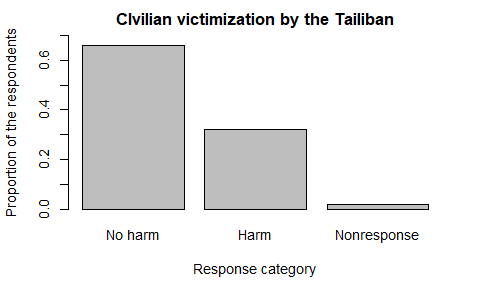 CIvilian victimization by the Tailiban
Proportion of the respondents
0.6
0.4
0.2
0.0
No harm
Harm
Nonresponse
Response category